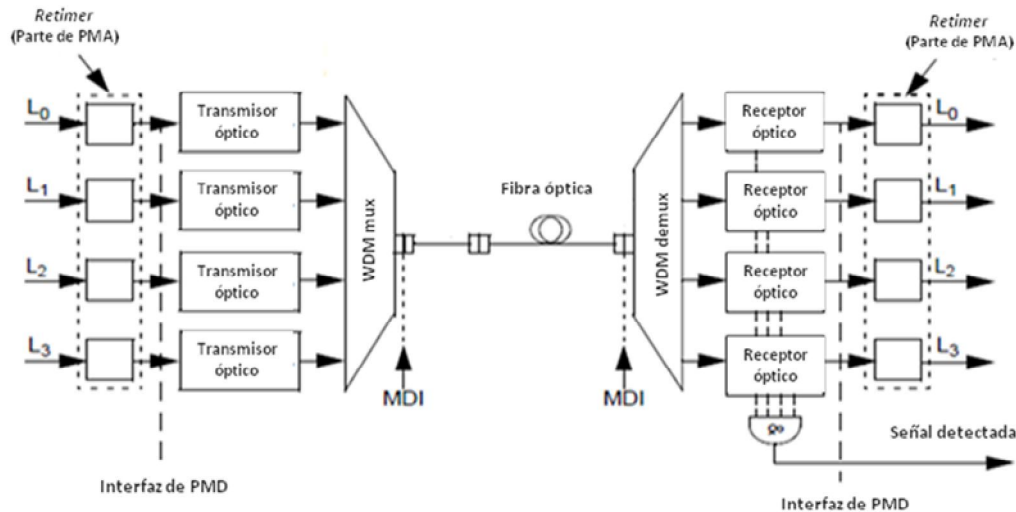 Retimer
(Parte de PMA)
Retimer
(Parte de PMA)
L0
Transmisor
óptico
Receptor
óptico
L0
L1
Transmisor
óptico
Fibra óptica
Receptor
óptico
L1
WDM mux
WDM demux
L2
Transmisor
óptico
Receptor
óptico
L2
L3
Transmisor
óptico
Receptor
óptico
L3
MDI
MDI
&
Señal detectada
Interfaz de PMD
Interfaz de PMD